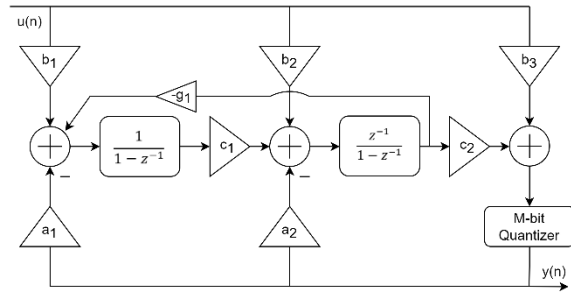 u(n)
b₁
b₂
b₃
-g₁
1
1 − z⁻¹
c₁
z⁻¹
1 − z⁻¹
c₂
+
+
+
−
−
a₁
a₂
M-bit
Quantizer
y(n)